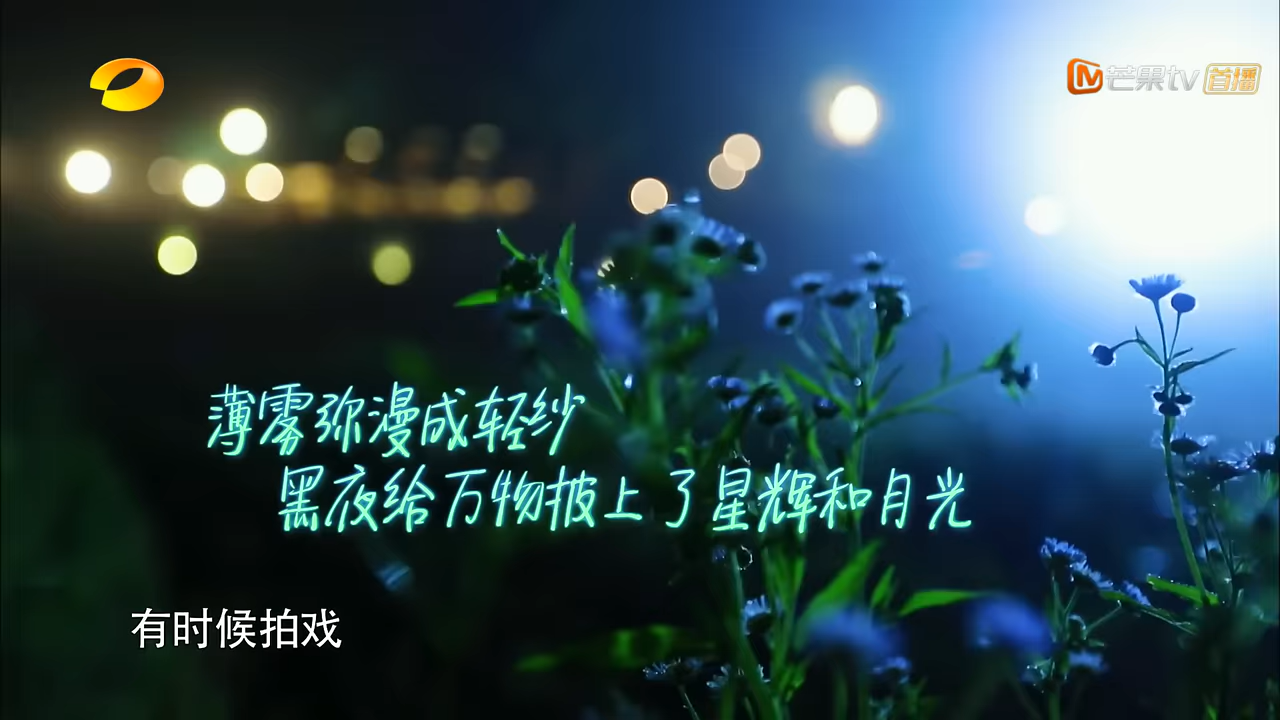 芒果tv 首播
薄雾弥漫成轻纱
黑夜给万物披上了星辉和月光
有时候拍戏